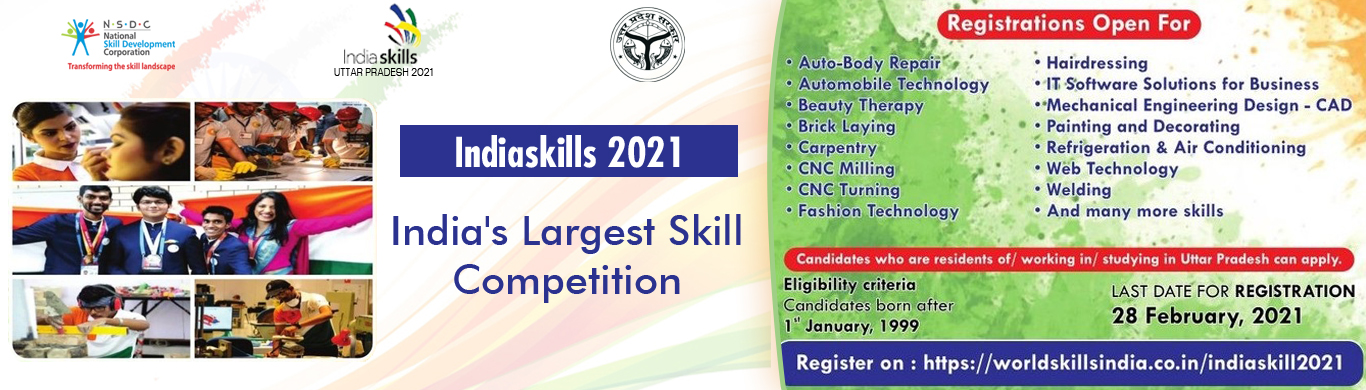 N·S·D·C
National
Skill Development
Corporation
Transforming the skill landscape
India skills
UTTAR PRADESH 2021
उत्तर प्रदेश सरकार
Indiaskills 2021
India's Largest Skill
Competition
Registrations Open For
• Auto-Body Repair
• Automobile Technology
• Beauty Therapy
• Brick Laying
• Carpentry
• CNC Milling
• CNC Turning
• Fashion Technology
• Hairdressing
• IT Software Solutions for Business
• Mechanical Engineering Design - CAD
• Painting and Decorating
• Refrigeration & Air Conditioning
• Web Technology
• Welding
• And many more skills
Candidates who are residents of/ working in/ studying in Uttar Pradesh can apply.
Eligibility criteria
Candidates born after
1st January, 1999
LAST DATE FOR REGISTRATION
28 February, 2021
Register on : https://worldskillsindia.co.in/indiaskill2021